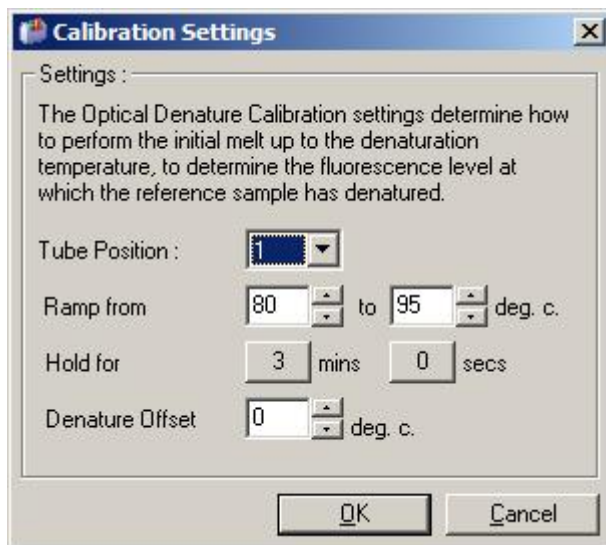 Calibration Settings
Settings :
The Optical Denature Calibration settings determine how
to perform the initial melt up to the denaturation
temperature, to determine the fluorescence level at
which the reference sample has denatured.
Tube Position : 1
Ramp from 80 to 95 deg. c.
Hold for 3 mins 0 secs
Denature Offset 0 deg. c.
OK Cancel